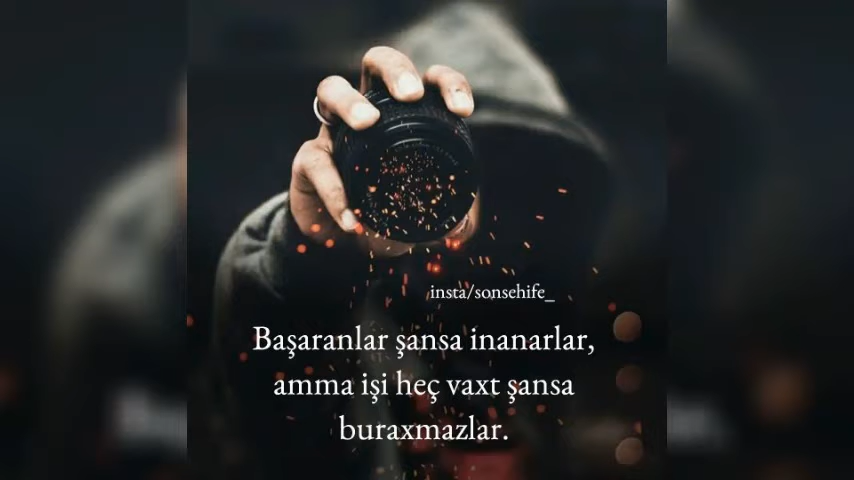 insta/sonsehife_
Başaranlar şansa inanarlar,
amma işi heç vaxt şansa
buraxmazlar.